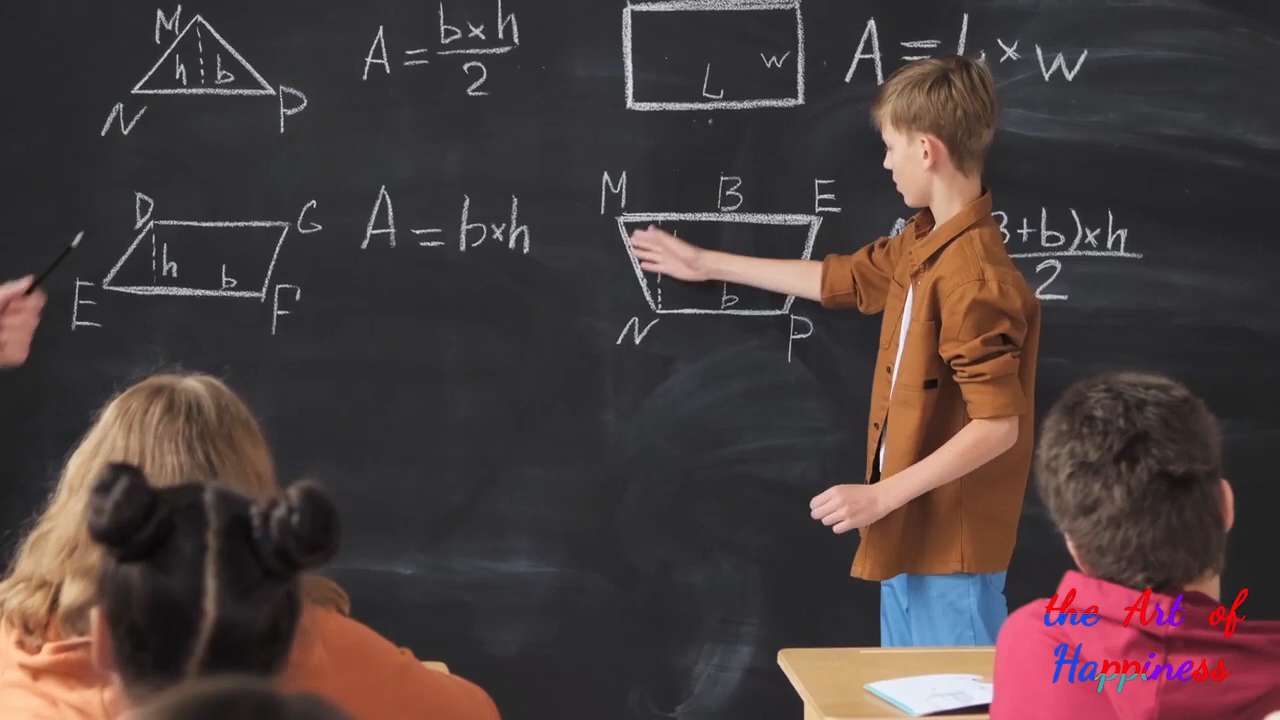 M
h b
N P
A = b×h
2
W
L
A = L×W
D G
h
b
E F
A = b×h
M B E
b
N P
+b)×h
2
the Art of
Happiness